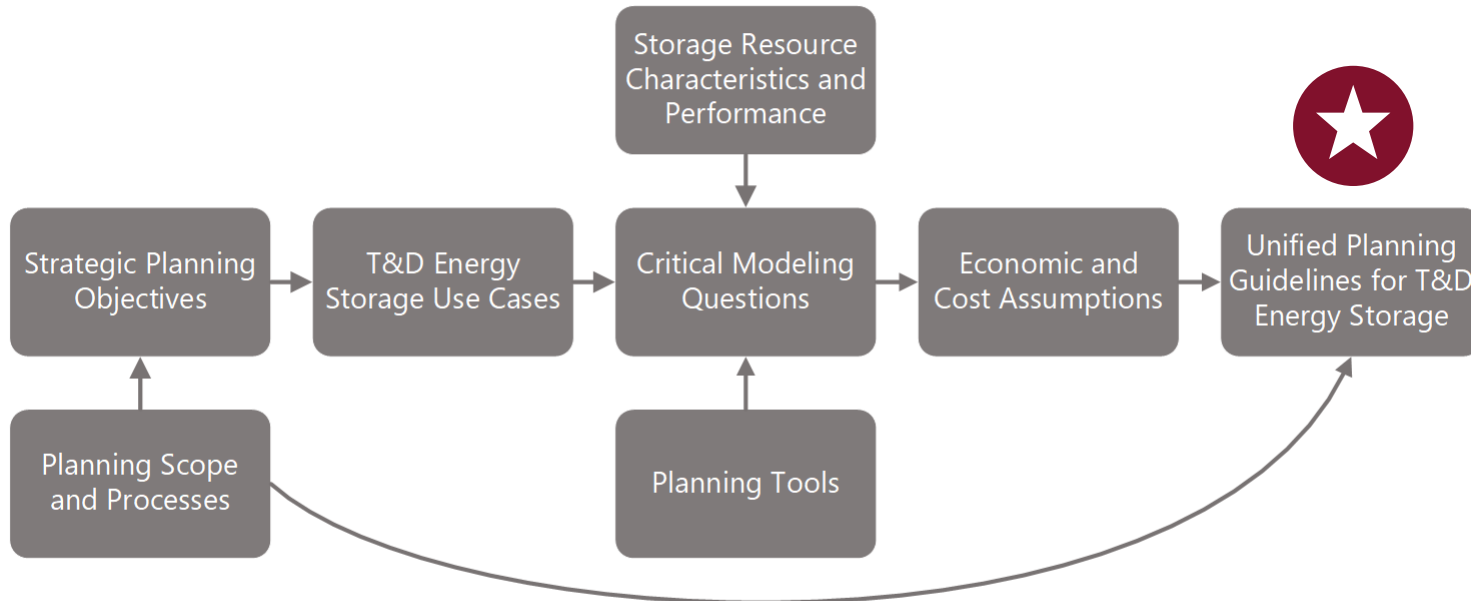 Storage Resource
Characteristics and
Performance
Strategic Planning
Objectives
T&D Energy
Storage Use Cases
Critical Modeling
Questions
Economic and
Cost Assumptions
Unified Planning
Guidelines for T&D
Energy Storage
Planning Scope
and Processes
Planning Tools